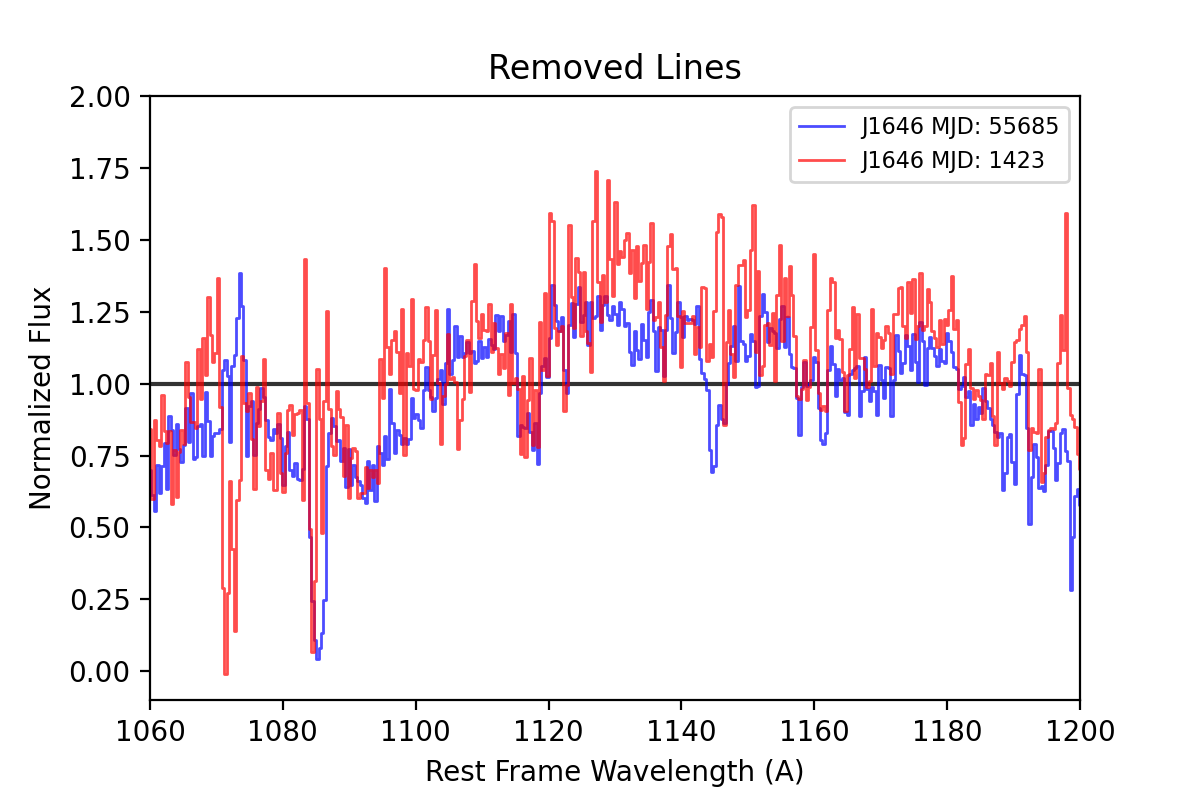 Removed Lines
J1646 MJD: 55685
J1646 MJD: 1423
Normalized Flux
2.00
1.75
1.50
1.25
1.00
0.75
0.50
0.25
0.00
1060 1080 1100 1120 1140 1160 1180 1200
Rest Frame Wavelength (A)